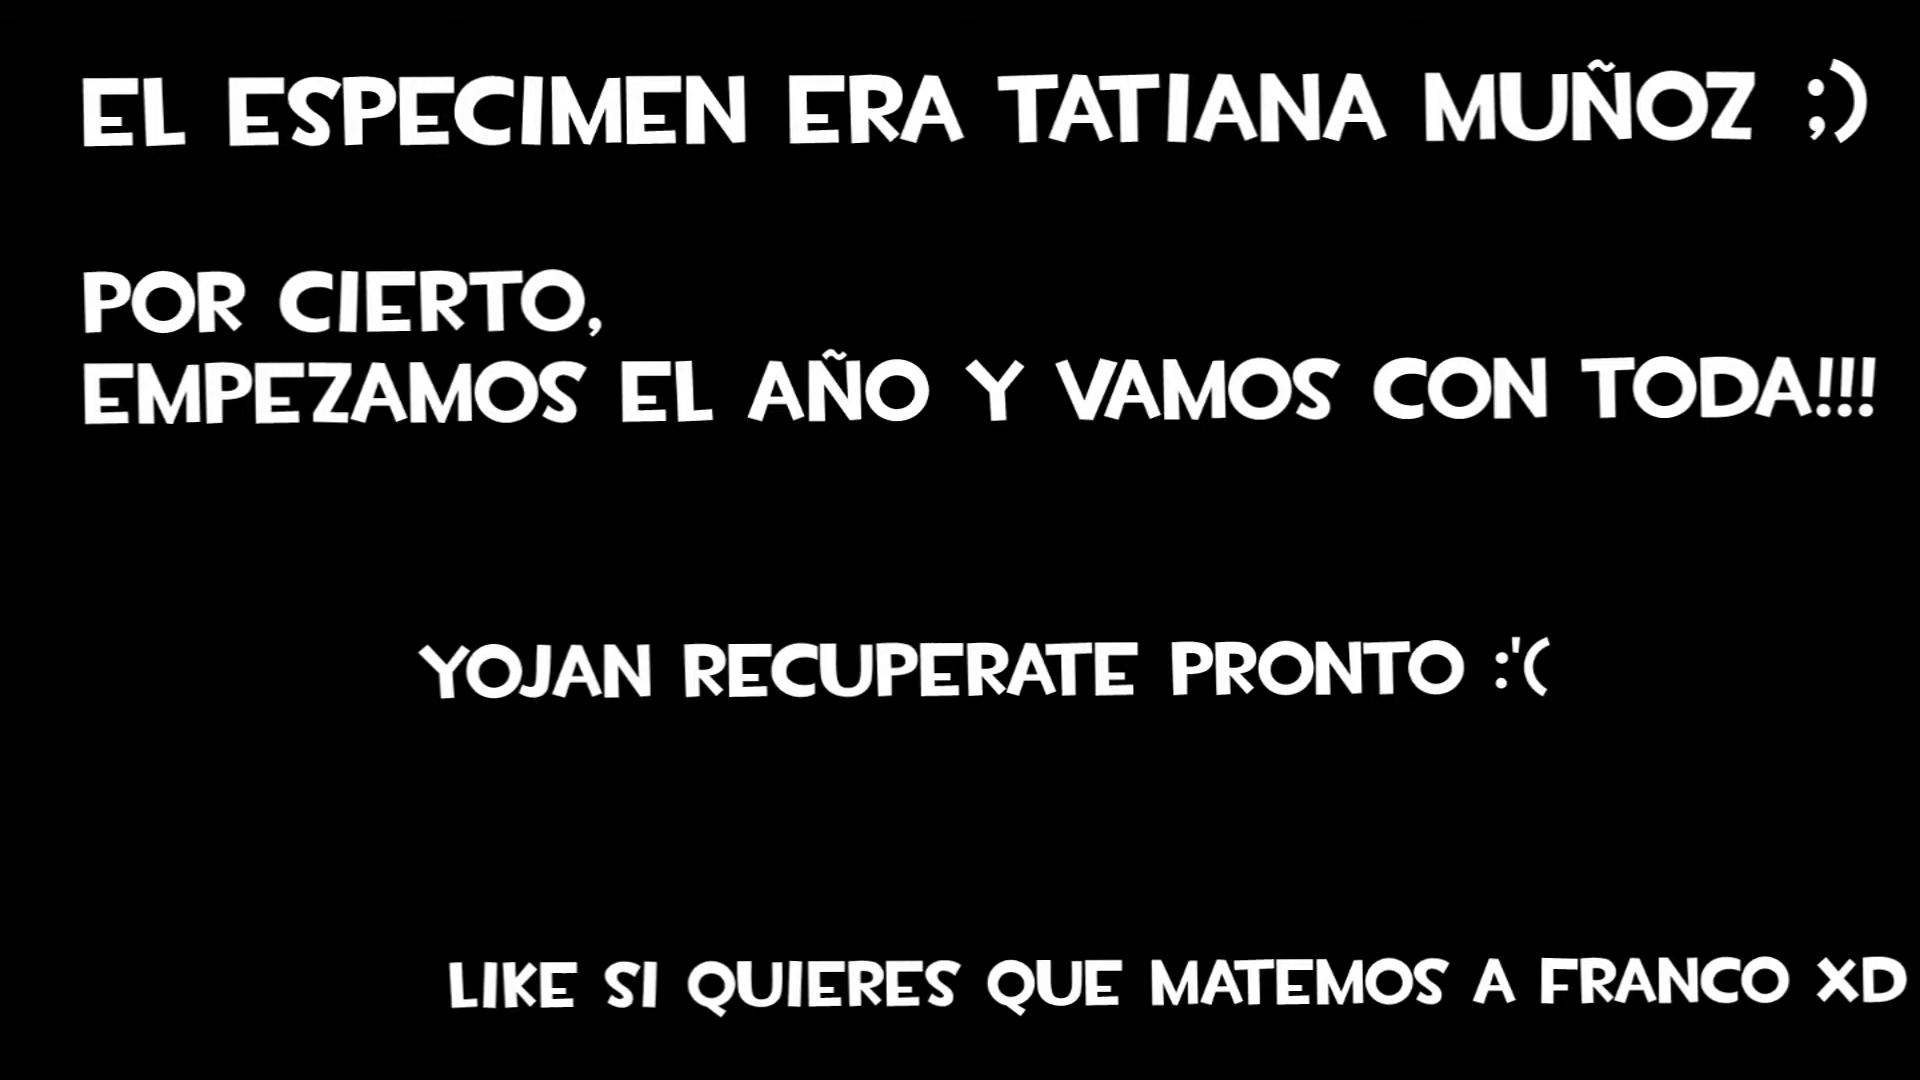 EL ESPECIMEN ERA TATIANA MUÑOZ ;)
POR CIERTO,
EMPEZAMOS EL AÑO Y VAMOS CON TODA!!!
YOJAN RECUPERATE PRONTO :'(
LIKE SI QUIERES QUE MATEMOS A FRANCO XD